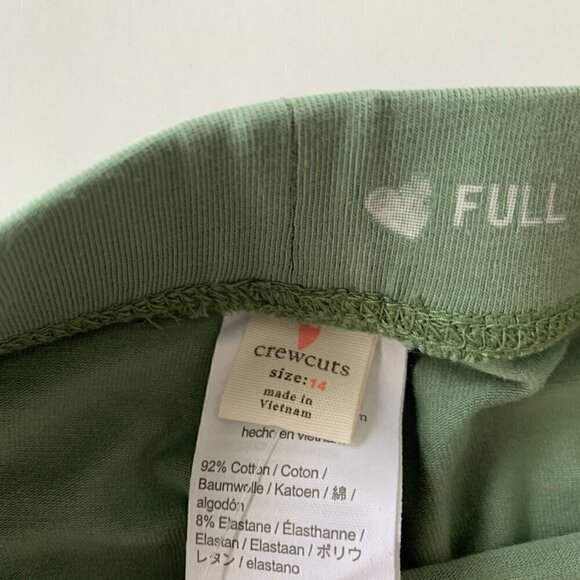 FULL
crewcuts
size:14
made in
Vietnam
hecho en Vietnam
92% Cotton / Coton /
Baumwolle / Katoen / 綿 /
algodón
8% Elastane / Élasthanne /
Elastan / Elastaan / ポリウ
レタン / elastano